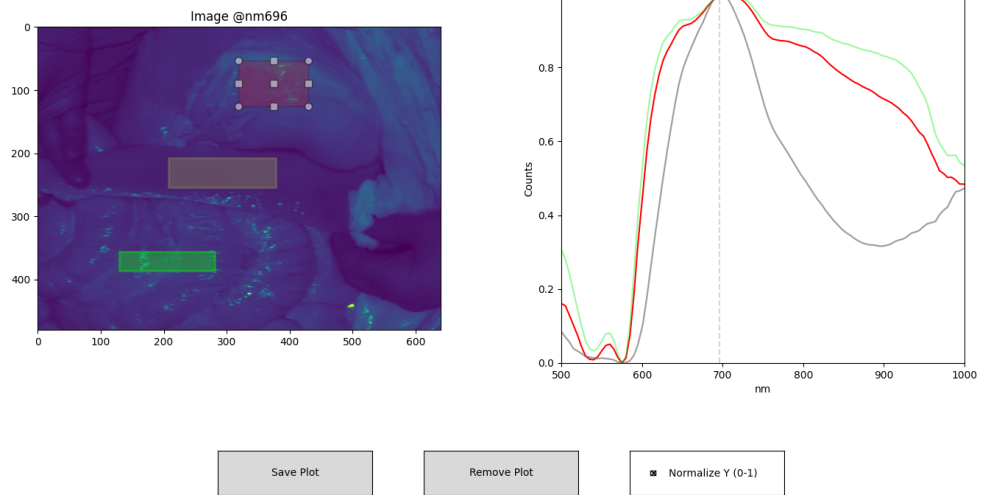 Image @nm696
0
100
200
300
400
0 100 200 300 400 500 600
Counts
0.8
0.6
0.4
0.2
0.0
500 600 700 800 900 1000
nm
Save Plot
Remove Plot
Normalize Y (0-1)